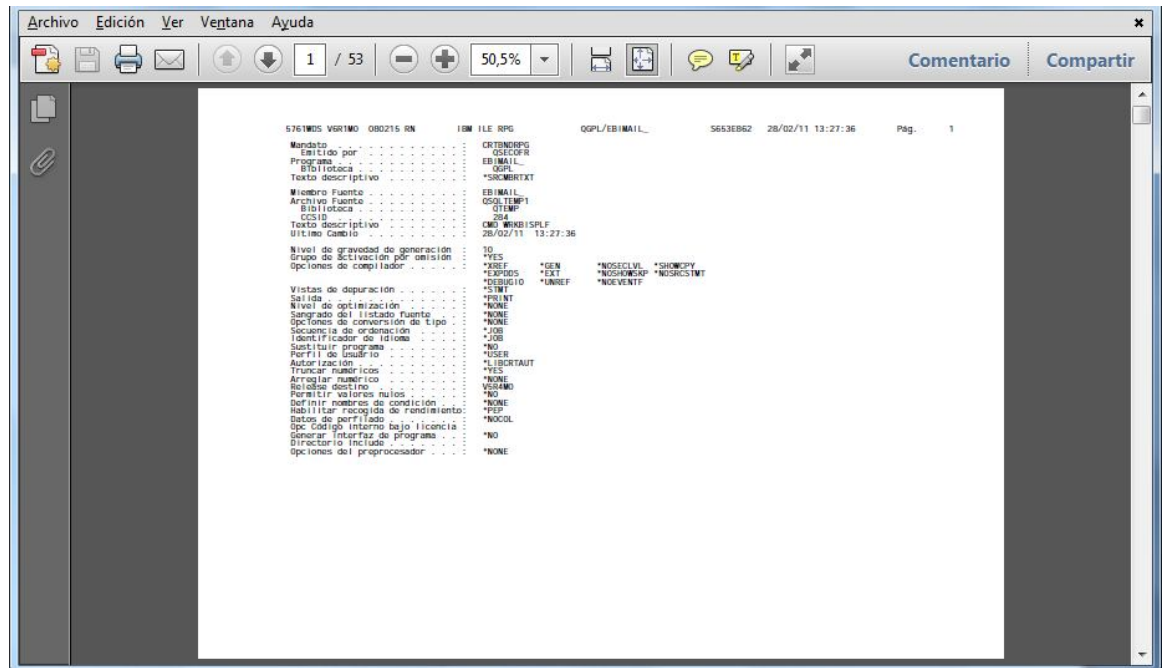 Archivo Edición Ver Ventana Ayuda
1 / 53 50,5% Comentario Compartir
5761WDS V6R1M0 080215 RN IBM ILE RPG QGPL/EBIMAIL_ S653E862 28/02/11 13:27:36 Pág. 1
Mandato . . . . . . . . . . . . : CRTBNDRPG
Emitido por . . . . . . . . . : QSECOFR
Programa . . . . . . . . . . . : EBIMAIL_
Biblioteca . . . . . . . . . : QGPL
Texto descriptivo . . . . . . . : *SRCMBRTXT
Miembro Fuente . . . . . . . . : EBIMAIL_
Archivo Fuente . . . . . . . . : QSQLTEMP1
Biblioteca . . . . . . . . . : QTEMP
CCSID . . . . . . . . . . . : 284
Texto descriptivo . . . . . . . : CMD WRKBISPLF
Ultimo Cambio . . . . . . . . : 28/02/11 13:27:36
Nivel de gravedad de generación : 10
Grupo de activación por omisión : *YES
Opciones de compilador . . . . . : *XREF *GEN *NOSECLVL *SHOWCPY
*EXPDDS *EXT *NOSHOWSKP *NOSRCSTMT
*DEBUGIO *UNREF *NOEVENTF
Vistas de depuración . . . . . . : *STMT
Salida . . . . . . . . . . . . : *PRINT
Nivel de optimización . . . . . : *NONE
Sangrado del listado fuente . . : *NONE
Opciones de conversión de tipo . : *NONE
Secuencia de ordenación . . . . : *JOB
Identificador de idioma . . . . : *JOB
Sustituir programa . . . . . . . : *NO
Perfil de usuario . . . . . . . : *USER
Autorización . . . . . . . . . . : *LIBCRTAUT
Truncar numéricos . . . . . . . : *YES
Arreglar numérico . . . . . . . : *NONE
Release destino . . . . . . . . : V5R4M0
Permitir valores nulos . . . . . : *NO
Definir nombres de condición . . : *NONE
Habilitar recogida de rendimiento: *PEP
Datos de perfilado . . . . . . . : *NOCOL
Opc Código interno bajo licencia :
Generar interfaz de programa . . : *NO
Directorio Include . . . . . . . :
Opciones del preprocesador . . . : *NONE